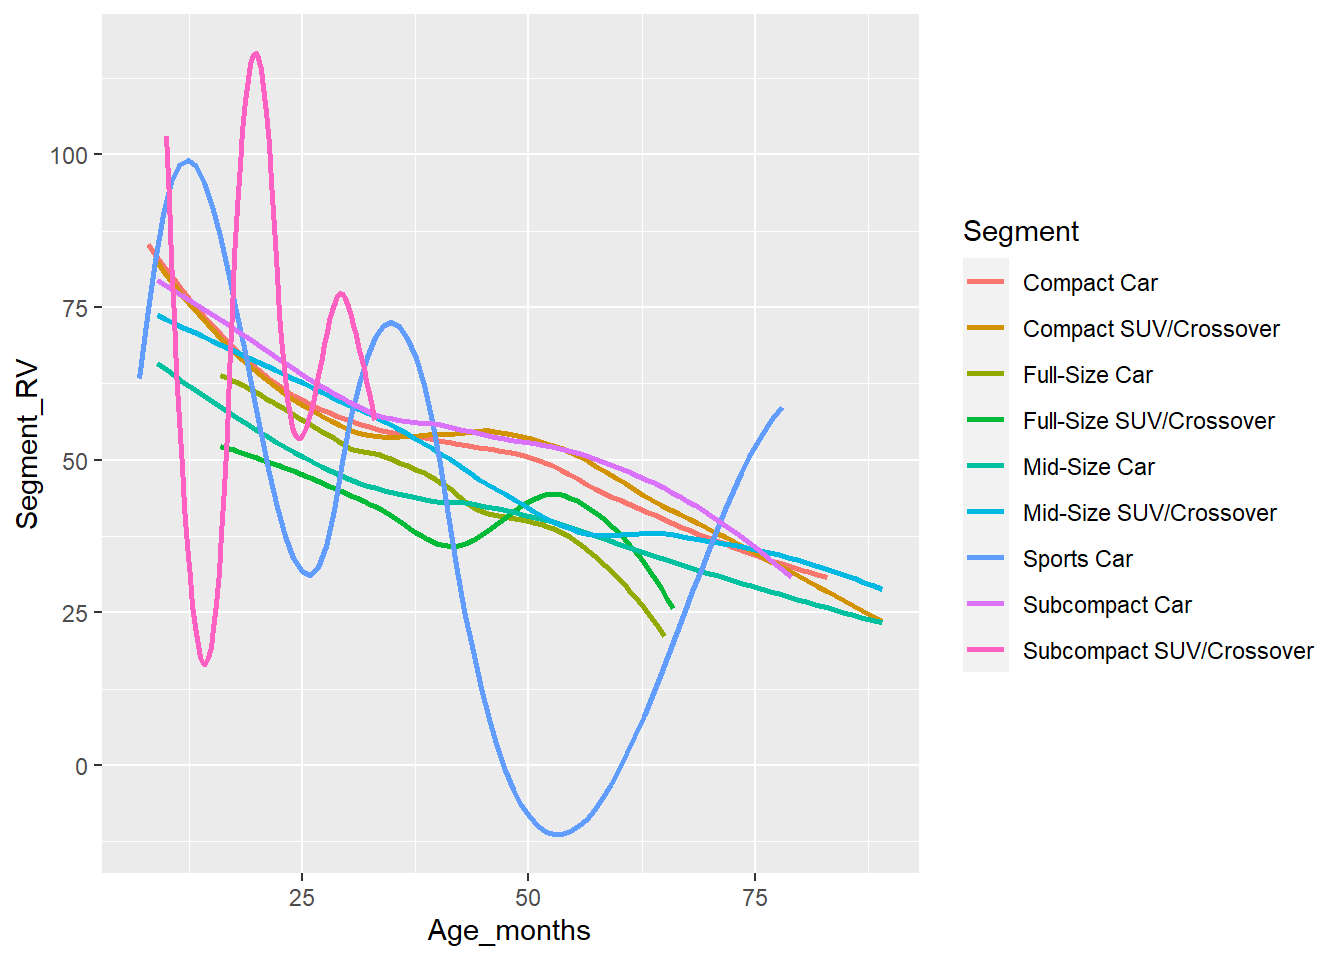 100
75
50
25
0
25
50
75
Age_months
Segment_RV
Segment
Compact Car
Compact SUV/Crossover
Full-Size Car
Full-Size SUV/Crossover
Mid-Size Car
Mid-Size SUV/Crossover
Sports Car
Subcompact Car
Subcompact SUV/Crossover